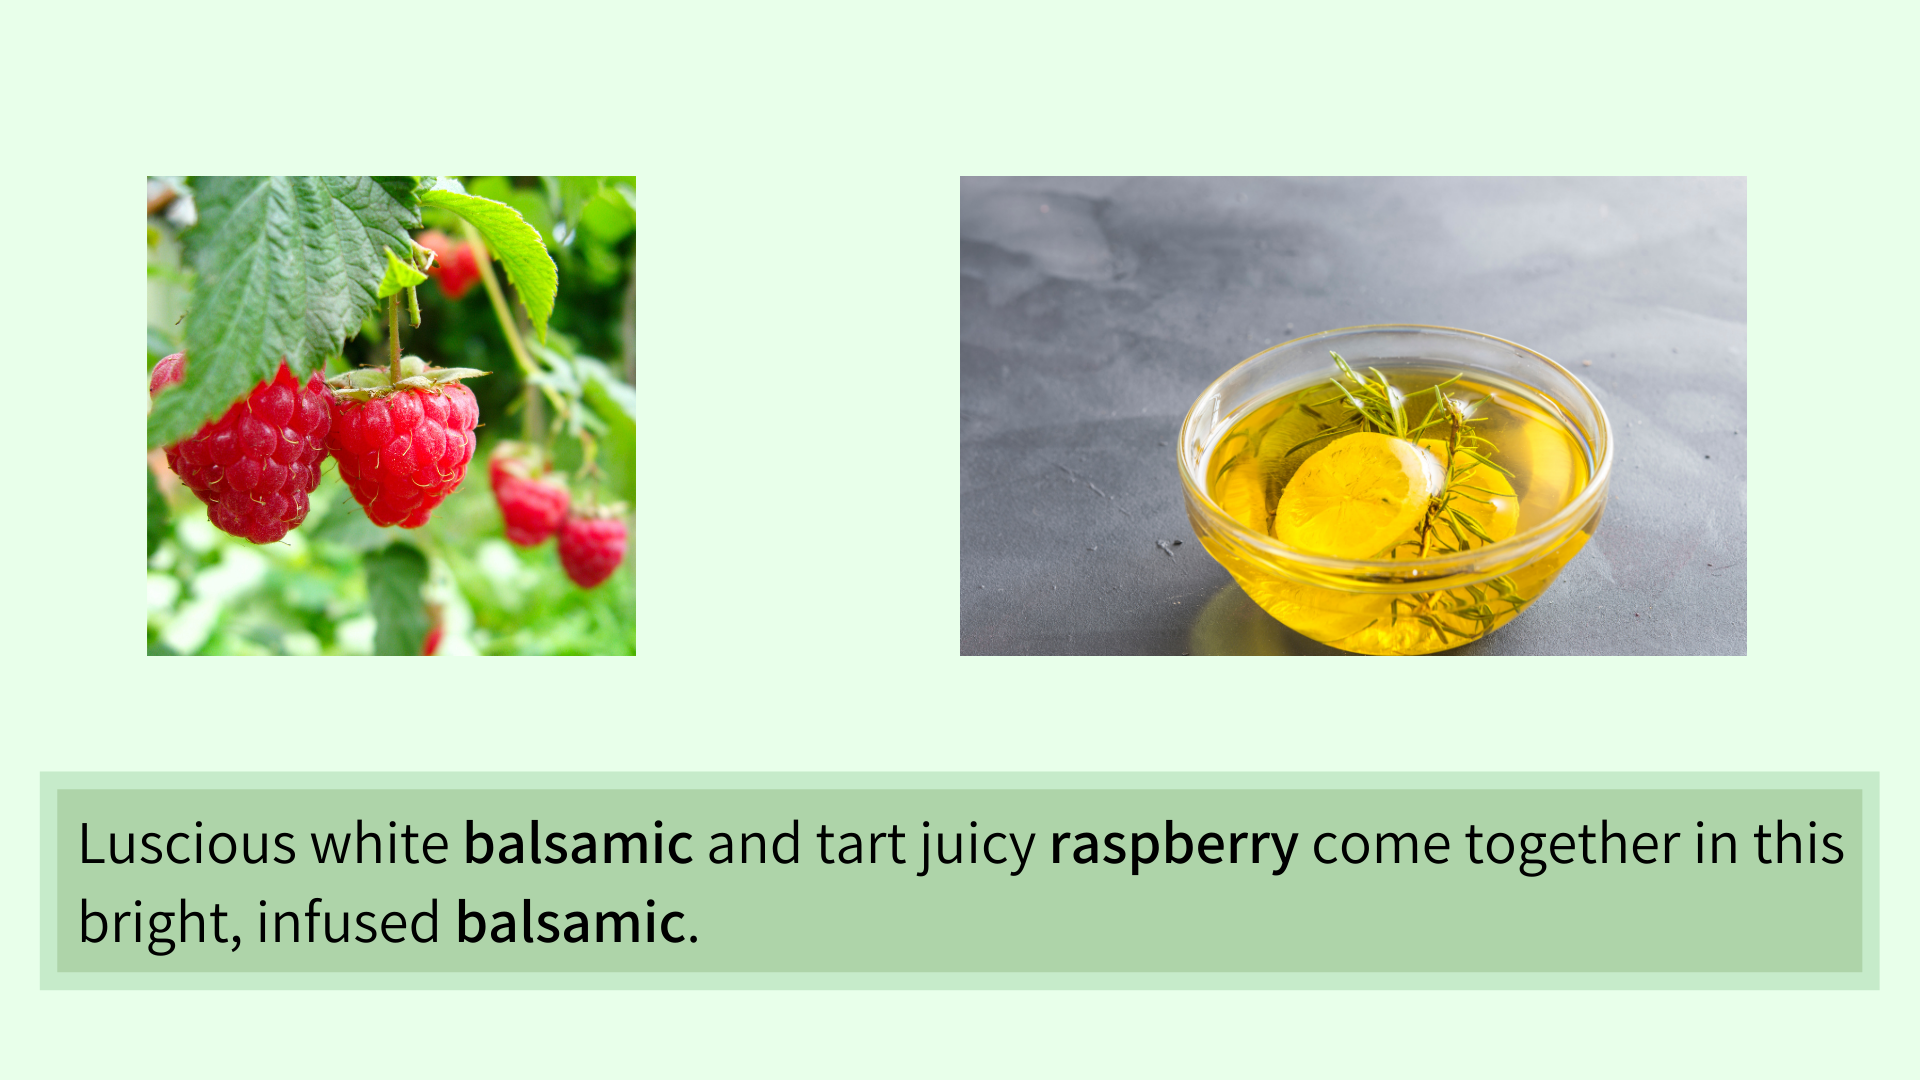 Luscious white balsamic and tart juicy raspberry come together in this
bright, infused balsamic.